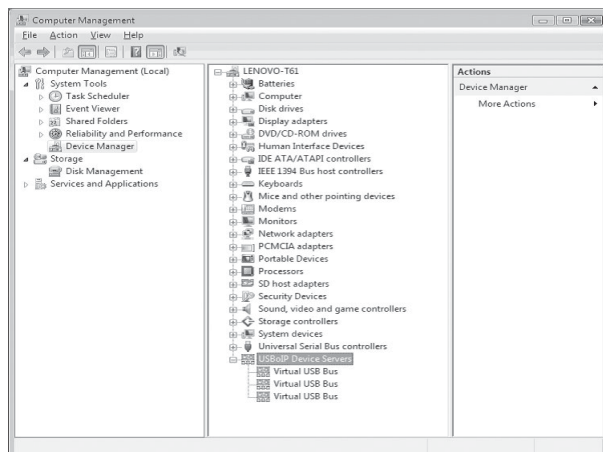 Computer Management
File Action View Help
Computer Management (Local)
System Tools
Task Scheduler
Event Viewer
Shared Folders
Reliability and Performance
Device Manager
Storage
Disk Management
Services and Applications
LENOVO-T61
Batteries
Computer
Disk drives
Display adapters
DVD/CD-ROM drives
Human Interface Devices
IDE ATA/ATAPI controllers
IEEE 1394 Bus host controllers
Keyboards
Mice and other pointing devices
Modems
Monitors
Network adapters
PCMCIA adapters
Portable Devices
Processors
SD host adapters
Security Devices
Sound, video and game controllers
Storage controllers
System devices
Universal Serial Bus controllers
USBoIP Device Servers
Virtual USB Bus
Virtual USB Bus
Virtual USB Bus
Actions
Device Manager
More Actions